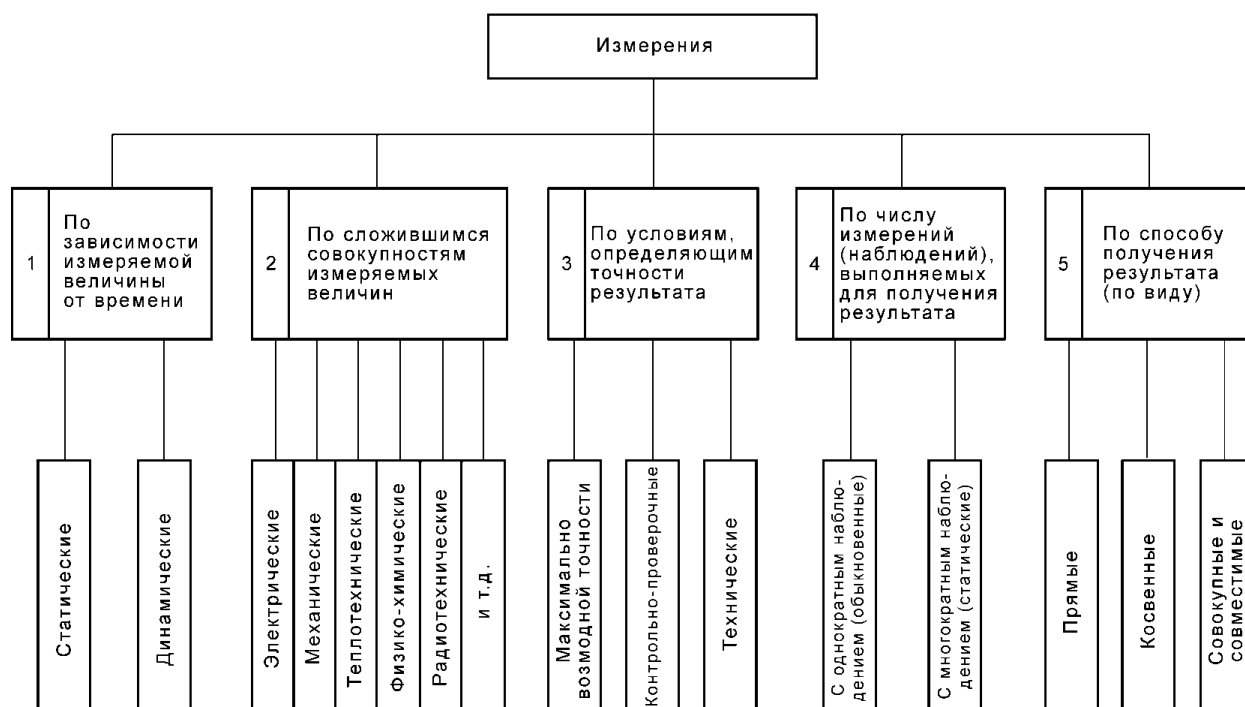 Измерения
1
По
зависимости
измеряемой
величины
от времени
2
По сложившимся
совокупностям
измеряемых
величин
3
По условиям,
определяющим
точности
результата
4
По числу
измерений
(наблюдений),
выполняемых
для получения
результата
5
По способу
получения
результата
(по виду)
Статические
Динамические
Электрические
Механические
Теплотехнические
Физико-химические
Радиотехнические
и т.д.
Максимально
возмодной точности
Контрольно-проверочные
Технические
С однократным наблю-
дением (обыкновенные)
С многократным наблю-
дением (статические)
Прямые
Косвенные
Совокупные и
совместимые